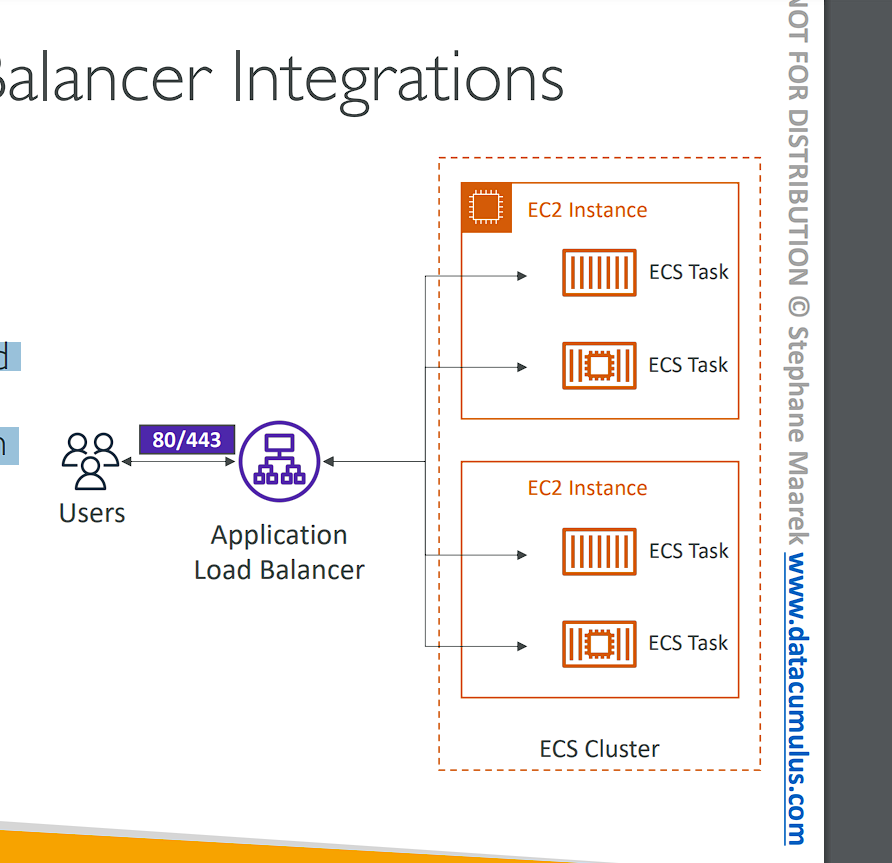 Balancer Integrations
d
n
Users
80/443
Application
Load Balancer
EC2 Instance
ECS Task
ECS Task
EC2 Instance
ECS Task
ECS Task
ECS Cluster
NOT FOR DISTRIBUTION © Stephane Maarek www.datacumulus.com